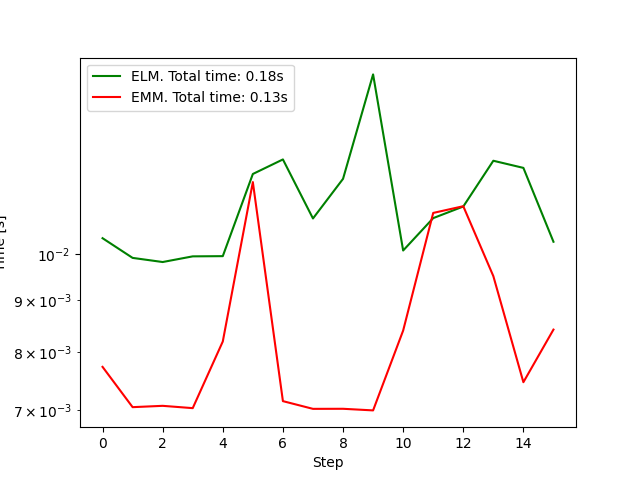 ELM. Total time: 0.18s
EMM. Total time: 0.13s
Time [s]
10⁻²
9 × 10⁻³
8 × 10⁻³
7 × 10⁻³
0 2 4 6 8 10 12 14
Step